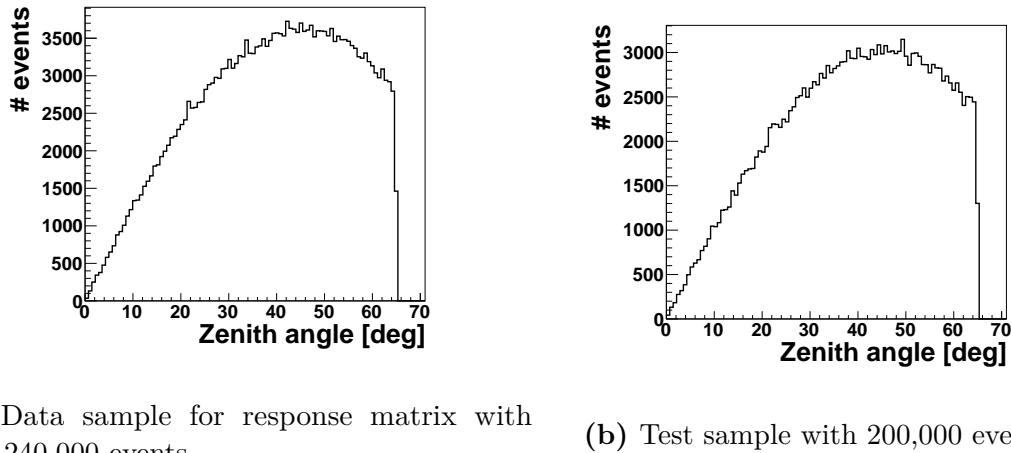 # events
3500
3000
2500
2000
1500
1000
500
0
0 10 20 30 40 50 60 70
Zenith angle [deg]
# events
3000
2500
2000
1500
1000
500
0
0 10 20 30 40 50 60 70
Zenith angle [deg]
Data sample for response matrix with
240,000 events
(b) Test sample with 200,000 eve